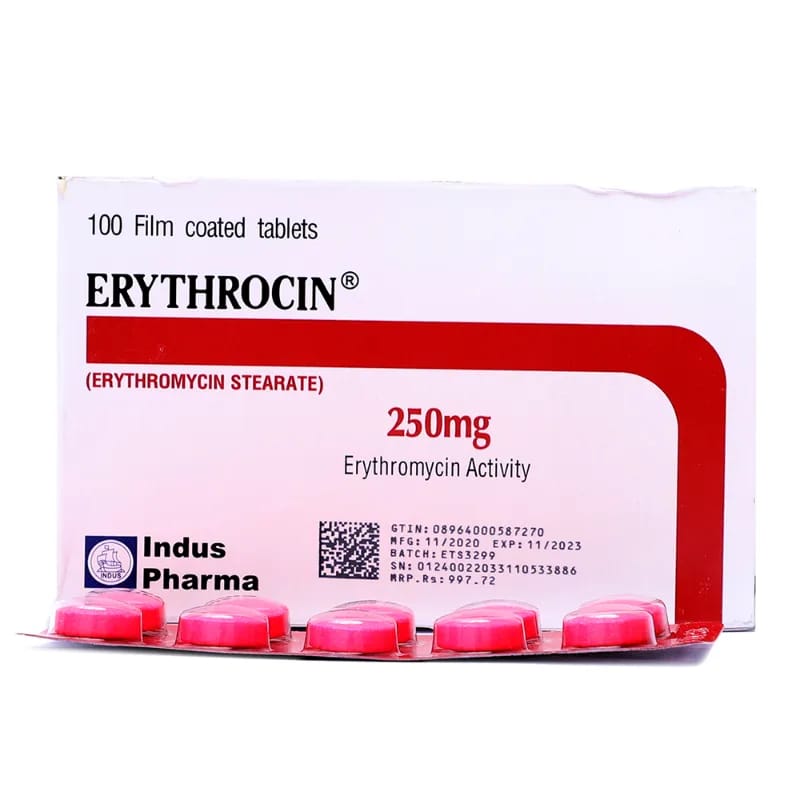 100 Film coated tablets
ERYTHROCIN®
(ERYTHROMYCIN STEARATE)
250mg
Erythromycin Activity
INDUS
Indus
Pharma
GTIN: 08964000587270
MFG: 11/2020 EXP: 11/2023
BATCH: ETS3299
SN: 01240022033110533886
MRP.Rs: 997.72